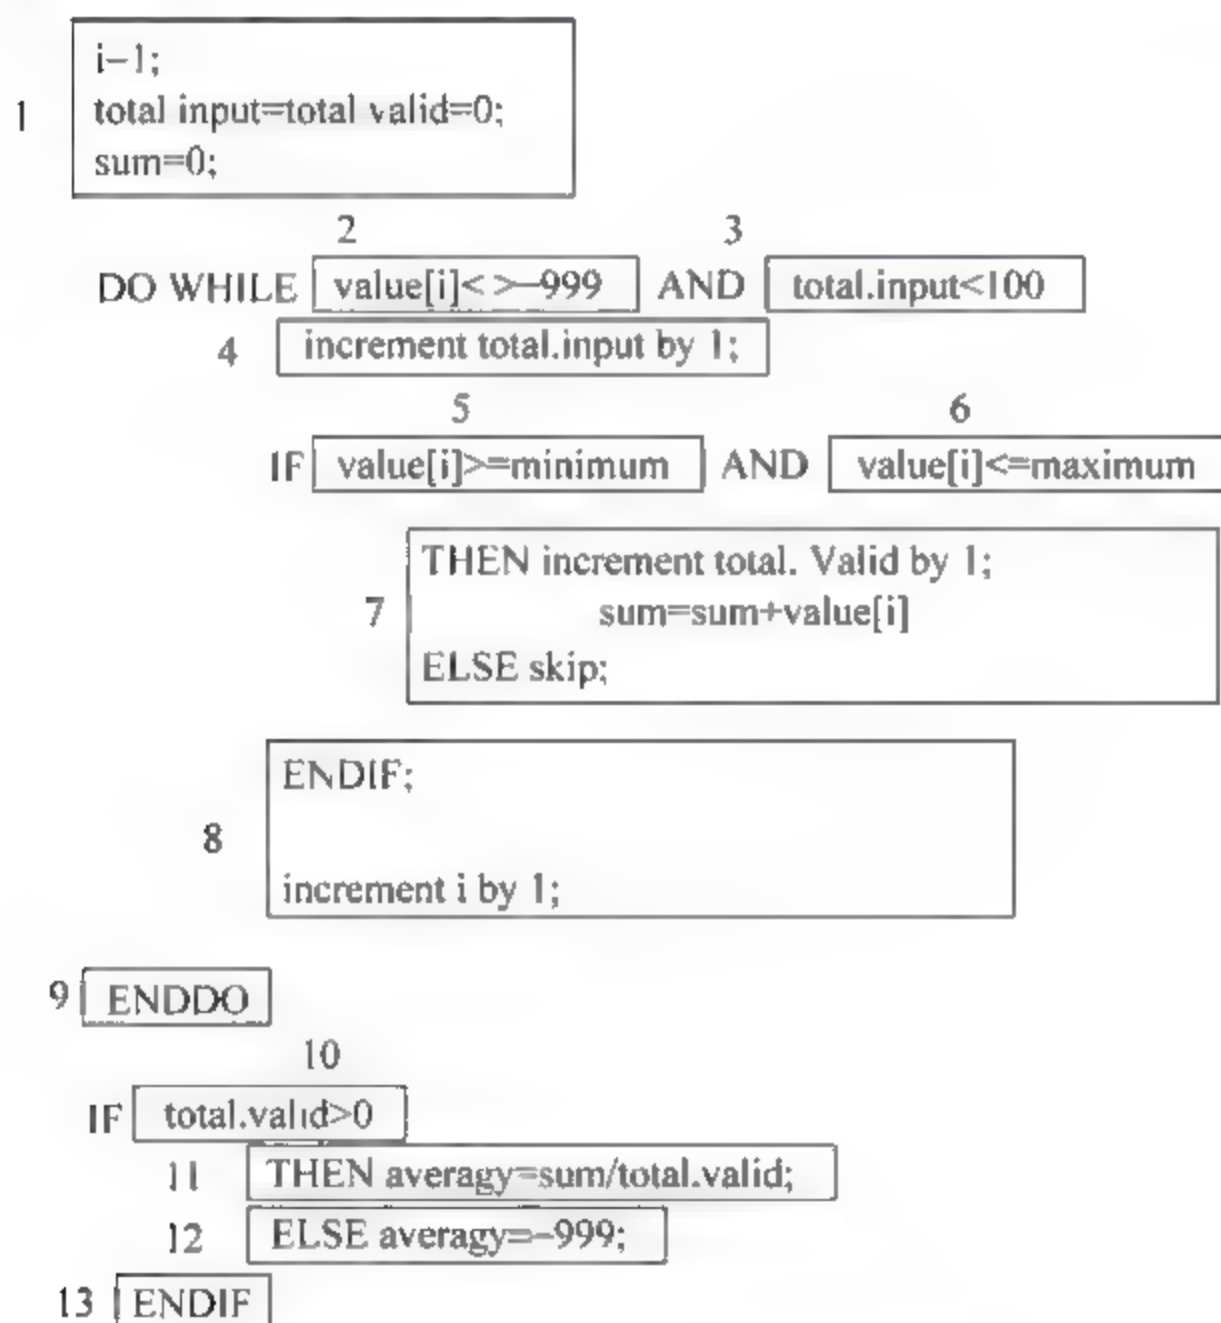 i–1;
1 total input=total valid=0;
sum=0;
2 3
DO WHILE value[i]< >–999 AND total.input<100
4 increment total.input by 1;
5 6
IF value[i]>=minimum AND value[i]<=maximum
THEN increment total. Valid by 1;
7 sum=sum+value[i]
ELSE skip;
ENDIF;
8
increment i by 1;
9 ENDDO
10
IF total.valid>0
11 THEN averagy=sum/total.valid;
12 ELSE averagy=–999;
13 ENDIF